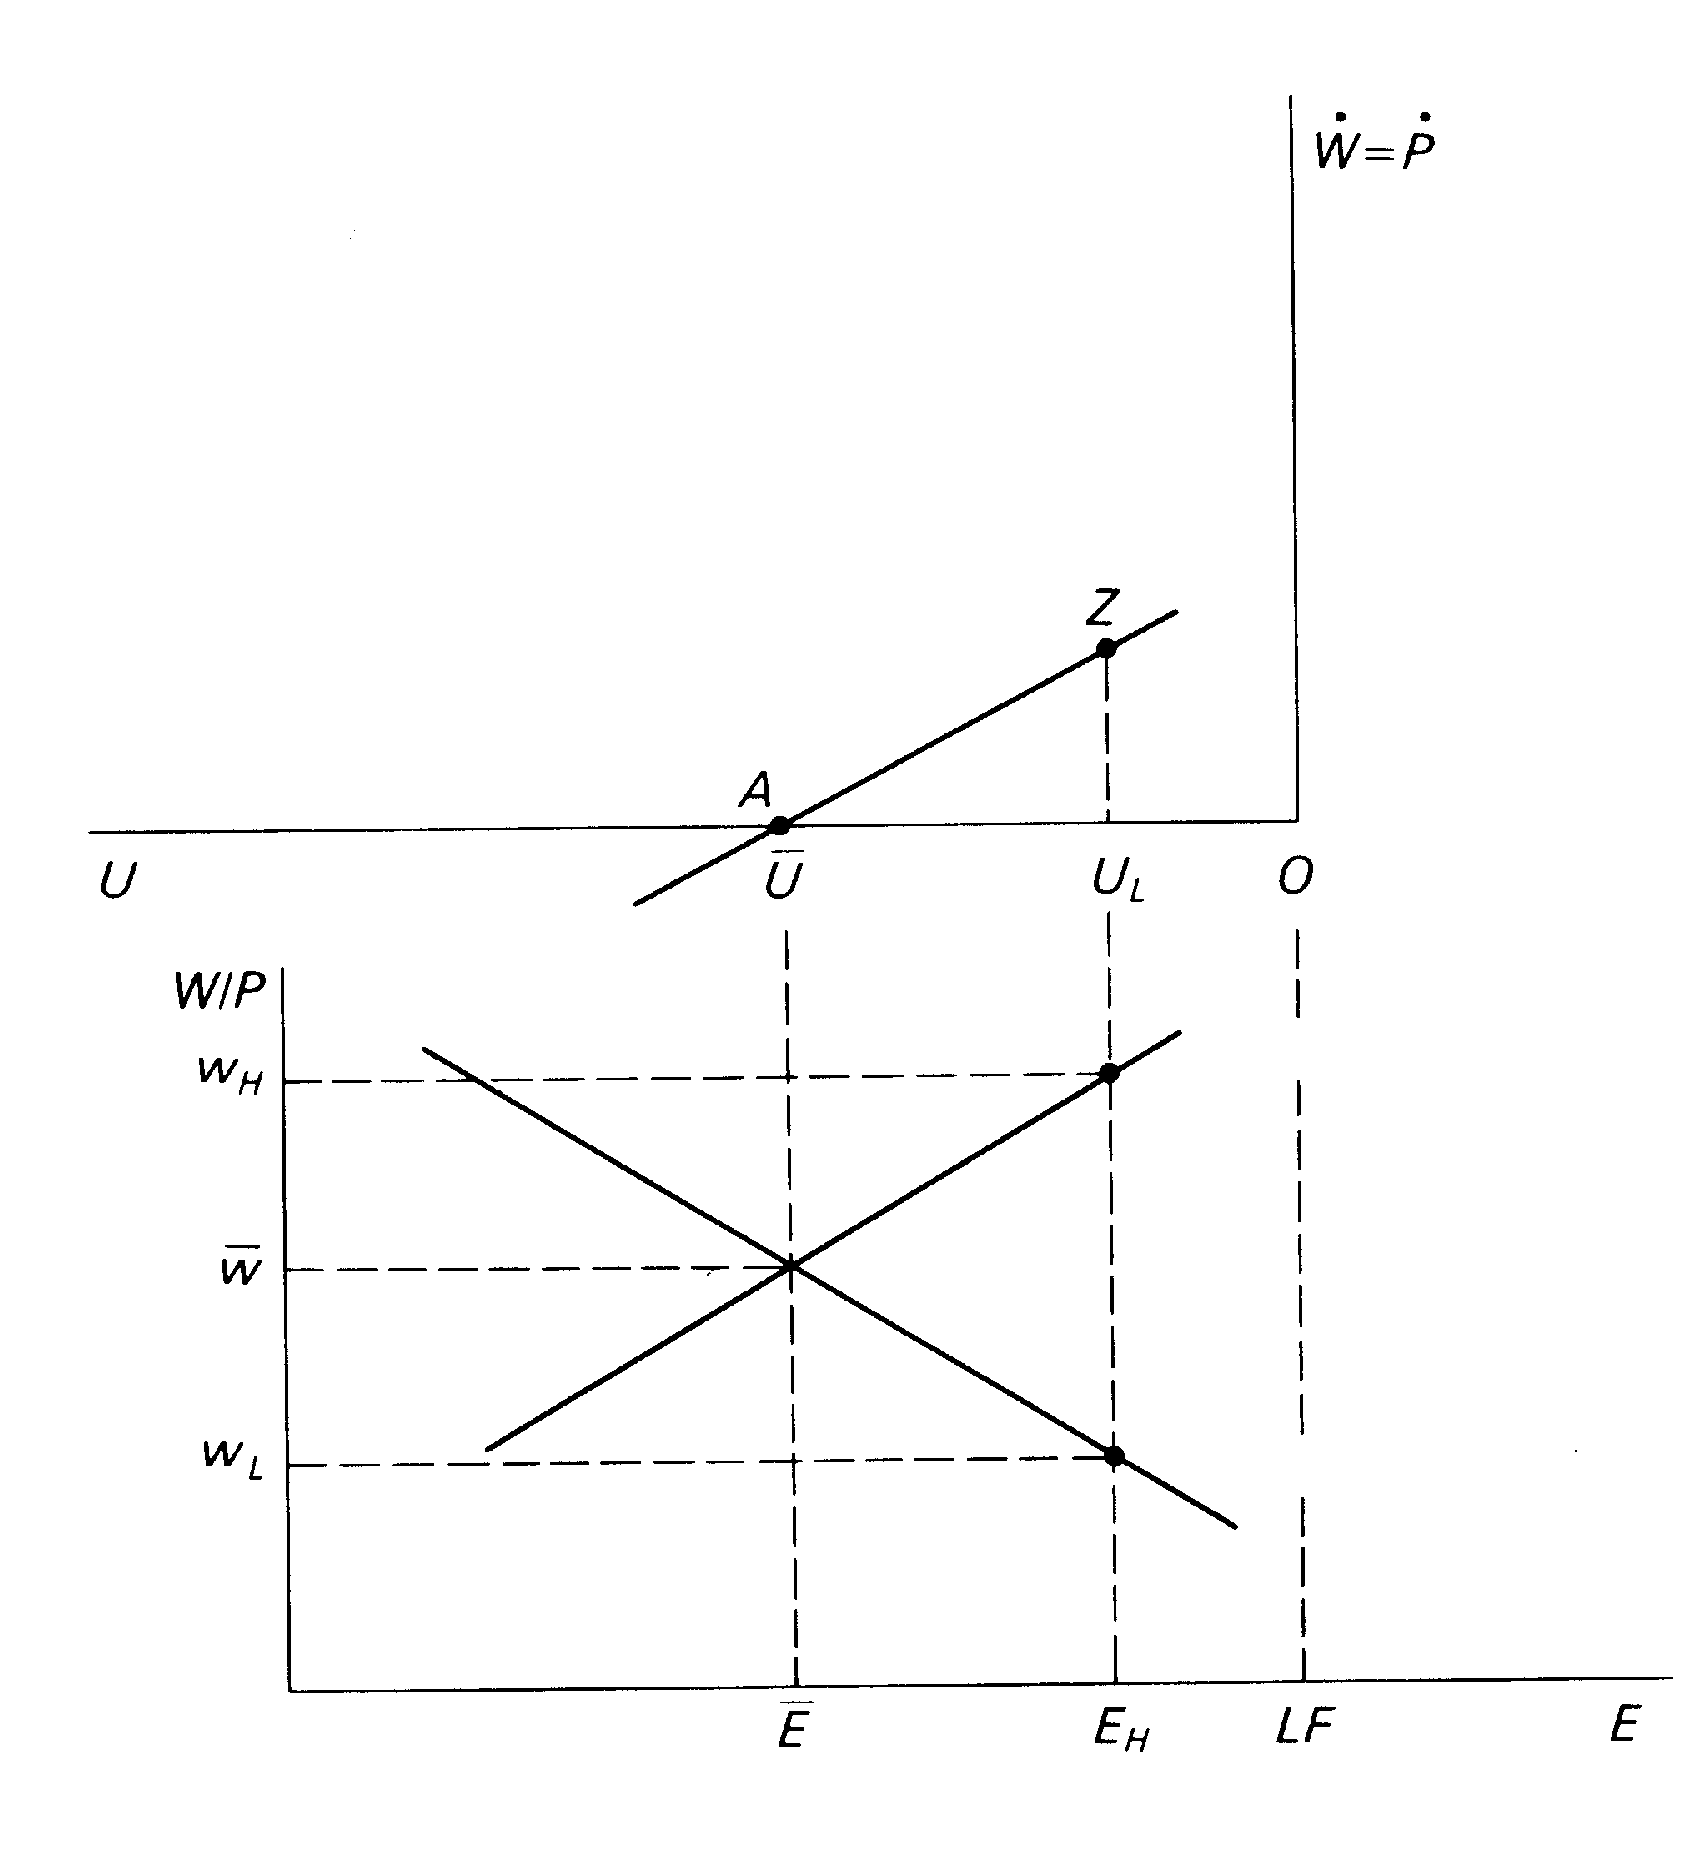 Ẇ=Ṗ
Z
A
U Ū U_L O
W/P
w_H
w̄
w_L
Ē E_H LF E